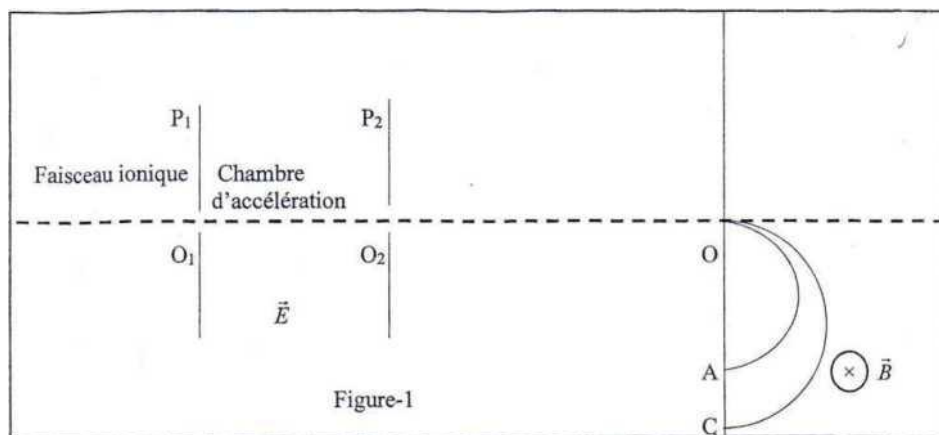 P₁
P₂
Faisceau ionique
Chambre
d'accélération
O₁
O₂
O
E⃗
A
× B⃗
Figure-1
C